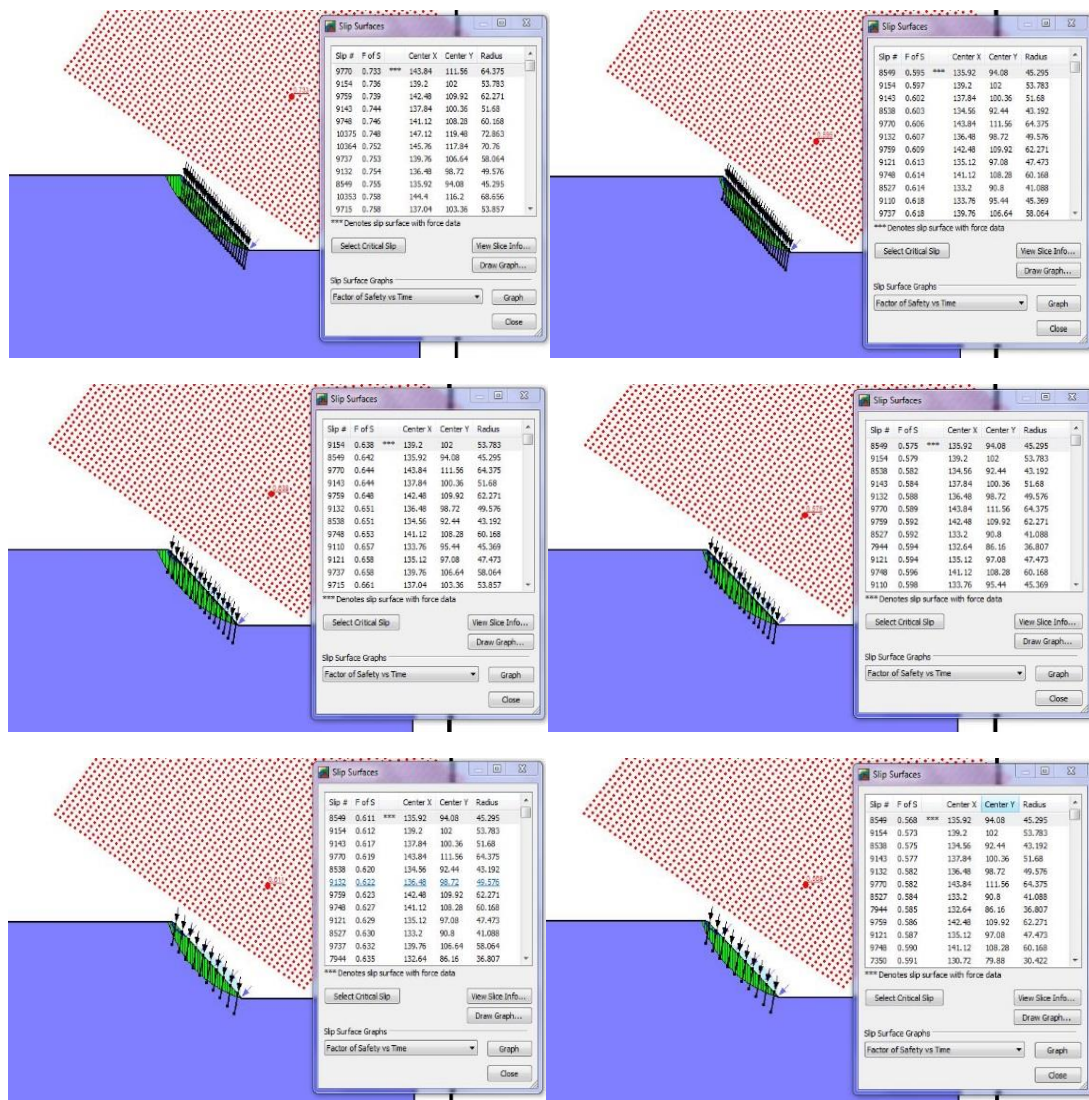 Slip Surfaces
Slip # F of S Center X Center Y Radius
9770 0.733 *** 143.84 111.56 64.375
9154 0.736 139.2 102 53.783
9759 0.739 142.48 109.92 62.271
9143 0.744 137.84 100.36 51.68
9748 0.746 141.12 108.28 60.168
10375 0.748 147.12 119.48 72.863
10364 0.752 145.76 117.84 70.76
9737 0.753 139.76 106.64 58.064
9132 0.754 136.48 98.72 49.576
8549 0.755 135.92 94.08 45.295
10353 0.758 144.4 116.2 68.656
9715 0.758 137.04 103.36 53.857
*** Denotes slip surface with force data
Select Critical Slip View Slice Info...
Draw Graph...
Slip Surface Graphs
Factor of Safety vs Time Graph
Close
Slip Surfaces
Slip # F of S Center X Center Y Radius
8549 0.595 *** 135.92 94.08 45.295
9154 0.597 139.2 102 53.783
9143 0.602 137.84 100.36 51.68
8538 0.603 134.56 92.44 43.192
9770 0.606 143.84 111.56 64.375
9132 0.607 136.48 98.72 49.576
9759 0.609 142.48 109.92 62.271
9121 0.613 135.12 97.08 47.473
9748 0.614 141.12 108.28 60.168
8527 0.614 133.2 90.8 41.088
9110 0.618 133.76 95.44 45.369
9737 0.618 139.76 106.64 58.064
*** Denotes slip surface with force data
Select Critical Slip View Slice Info...
Draw Graph...
Slip Surface Graphs
Factor of Safety vs Time Graph
Close
Slip Surfaces
Slip # F of S Center X Center Y Radius
9154 0.638 *** 139.2 102 53.783
8549 0.642 135.92 94.08 45.295
9770 0.644 143.84 111.56 64.375
9143 0.644 137.84 100.36 51.68
9759 0.648 142.48 109.92 62.271
9132 0.651 136.48 98.72 49.576
8538 0.651 134.56 92.44 43.192
9748 0.653 141.12 108.28 60.168
9110 0.657 133.76 95.44 45.369
9121 0.658 135.12 97.08 47.473
9737 0.658 139.76 106.64 58.064
9715 0.661 137.04 103.36 53.857
*** Denotes slip surface with force data
Select Critical Slip View Slice Info...
Draw Graph...
Slip Surface Graphs
Factor of Safety vs Time Graph
Close
Slip Surfaces
Slip # F of S Center X Center Y Radius
8549 0.575 *** 135.92 94.08 45.295
9154 0.579 139.2 102 53.783
8538 0.582 134.56 92.44 43.192
9143 0.584 137.84 100.36 51.68
9132 0.588 136.48 98.72 49.576
9770 0.589 143.84 111.56 64.375
9759 0.592 142.48 109.92 62.271
8527 0.592 133.2 90.8 41.088
7944 0.594 132.64 86.16 36.807
9121 0.594 135.12 97.08 47.473
9748 0.596 141.12 108.28 60.168
9110 0.598 133.76 95.44 45.369
*** Denotes slip surface with force data
Select Critical Slip View Slice Info...
Draw Graph...
Slip Surface Graphs
Factor of Safety vs Time Graph
Close
Slip Surfaces
Slip # F of S Center X Center Y Radius
8549 0.611 *** 135.92 94.08 45.295
9154 0.612 139.2 102 53.783
9143 0.617 137.84 100.36 51.68
9770 0.619 143.84 111.56 64.375
8538 0.620 134.56 92.44 43.192
9132 0.622 136.48 98.72 49.576
9759 0.623 142.48 109.92 62.271
9748 0.627 141.12 108.28 60.168
9121 0.629 135.12 97.08 47.473
8527 0.630 133.2 90.8 41.088
9737 0.632 139.76 106.64 58.064
7944 0.635 132.64 86.16 36.807
*** Denotes slip surface with force data
Select Critical Slip View Slice Info...
Draw Graph...
Slip Surface Graphs
Factor of Safety vs Time Graph
Close
Slip Surfaces
Slip # F of S Center X Center Y Radius
8549 0.568 *** 135.92 94.08 45.295
9154 0.573 139.2 102 53.783
8538 0.575 134.56 92.44 43.192
9143 0.577 137.84 100.36 51.68
9132 0.582 136.48 98.72 49.576
9770 0.582 143.84 111.56 64.375
8527 0.584 133.2 90.8 41.088
7944 0.585 132.64 86.16 36.807
9759 0.586 142.48 109.92 62.271
9121 0.587 135.12 97.08 47.473
9748 0.590 141.12 108.28 60.168
7350 0.591 130.72 79.88 30.422
*** Denotes slip surface with force data
Select Critical Slip View Slice Info...
Draw Graph...
Slip Surface Graphs
Factor of Safety vs Time Graph
Close